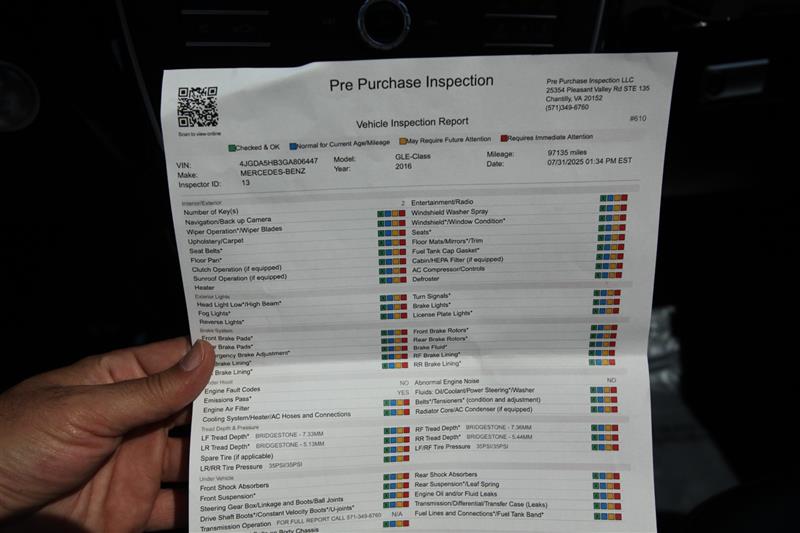 Pre Purchase Inspection
Pre Purchase Inspection LLC
25354 Pleasant Valley Rd STE 135
Chantilly, VA 20152
(571)349-6760
Scan to view online
Vehicle Inspection Report
#610
Checked & OK Normal for Current Age/Mileage May Require Future Attention Requires Immediate Attention
VIN: 4JGDA5HB3GA806447 Model: GLE-Class Mileage: 97135 miles
Make: MERCEDES-BENZ Year: 2016 Date: 07/31/2025 01:34 PM EST
Inspector ID: 13
Interior/Exterior
Number of Key(s) 2 Entertainment/Radio
Navigation/Back up Camera Windshield Washer Spray
Wiper Operation*/Wiper Blades Windshield*/Window Condition*
Upholstery/Carpet Seats*
Seat Belts* Floor Mats/Mirrors*/Trim
Floor Pan* Fuel Tank Cap Gasket*
Clutch Operation (if equipped) Cabin/HEPA Filter (if equipped)
Sunroof Operation (if equipped) AC Compressor/Controls
Heater Defroster
Exterior Lights
Head Light Low*/High Beam* Turn Signals*
Fog Lights* Brake Lights*
Reverse Lights* License Plate Lights*
Brake System
Front Brake Pads* Front Brake Rotors*
Brake Pads* Rear Brake Rotors*
ergency Brake Adjustment* Brake Fluid*
Brake Lining* RF Brake Lining*
Brake Lining* RR Brake Lining*
Hood
Engine Fault Codes NO Abnormal Engine Noise NO
Emissions Pass* YES Fluids: Oil/Coolant/Power Steering*/Washer
Engine Air Filter Belts*/Tensioners* (condition and adjustment)
Cooling System/Heater/AC Hoses and Connections Radiator Core/AC Condenser (if equipped)
Tread Depth & Pressure
LF Tread Depth* BRIDGESTONE - 7.33MM RF Tread Depth* BRIDGESTONE - 7.36MM
LR Tread Depth* BRIDGESTONE - 5.13MM RR Tread Depth* BRIDGESTONE - 5.44MM
Spare Tire (if applicable) LF/RF Tire Pressure 35PSI/35PSI
LR/RR Tire Pressure 35PSI/35PSI
Under Vehicle
Front Shock Absorbers Rear Shock Absorbers
Front Suspension* Rear Suspension*/Leaf Spring
Steering Gear Box/Linkage and Boots/Ball Joints Engine Oil and/or Fluid Leaks
Drive Shaft Boots*/Constant Velocity Boots*/U-joints* N/A Transmission/Differential/Transfer Case (Leaks)
Transmission Operation FOR FULL REPORT CALL 571-349-6760 Fuel Lines and Connections*/Fuel Tank Band*
on Body Chassis